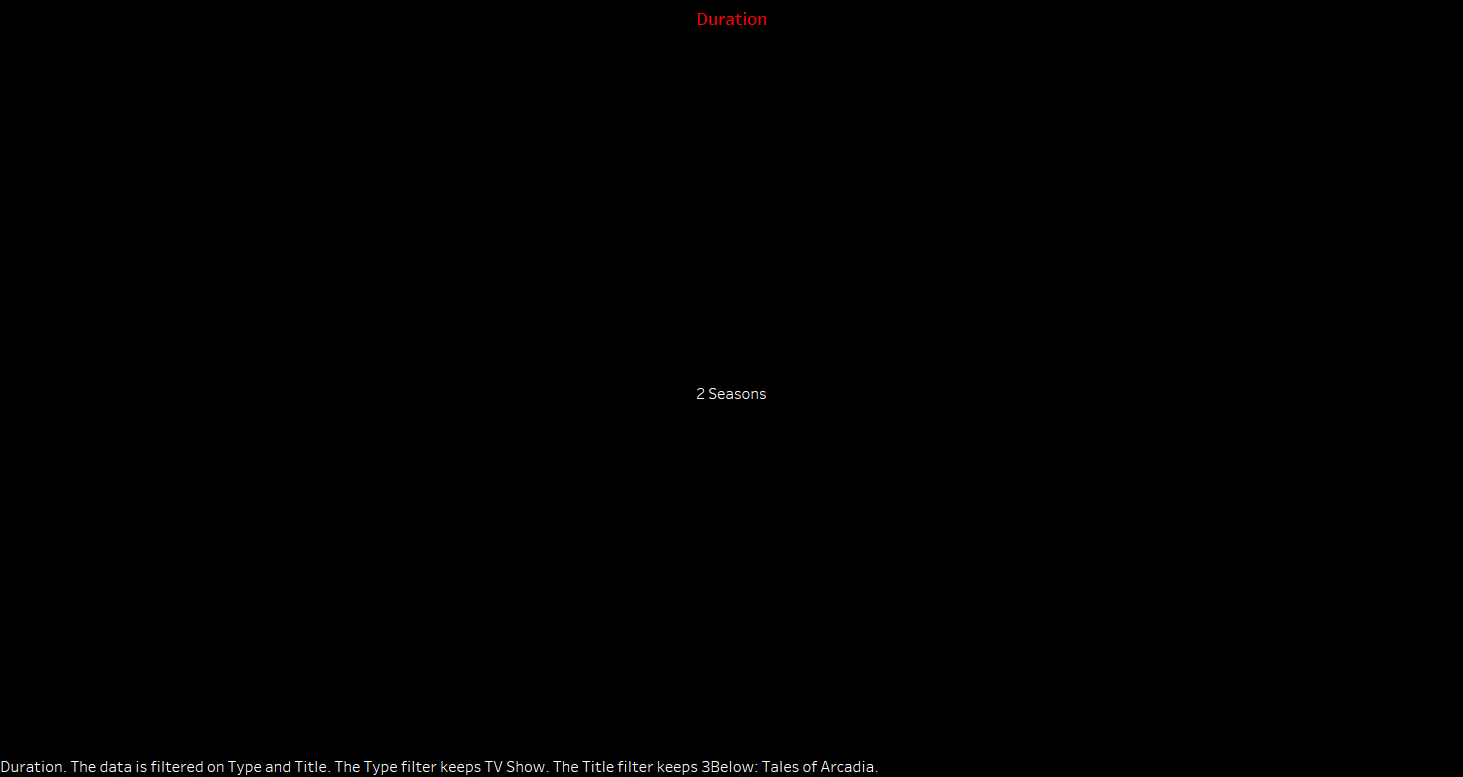 Duration
2 Seasons
Duration. The data is filtered on Type and Title. The Type filter keeps TV Show. The Title filter keeps 3Below: Tales of Arcadia.